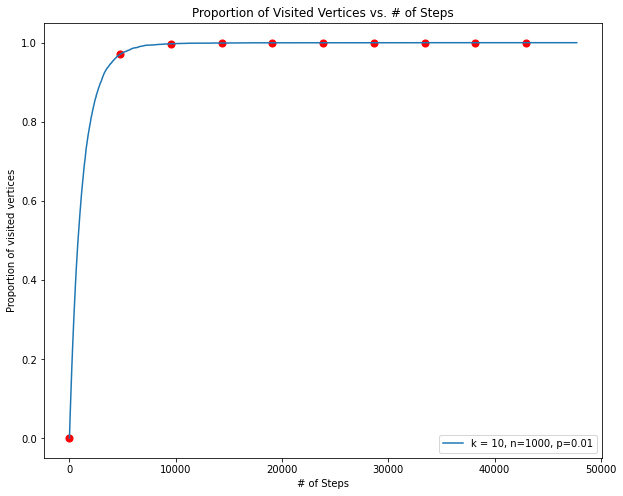 Proportion of Visited Vertices vs. # of Steps
1.0
0.8
0.6
0.4
0.2
0.0
Proportion of visited vertices
k = 10, n=1000, p=0.01
0 10000 20000 30000 40000 50000
# of Steps